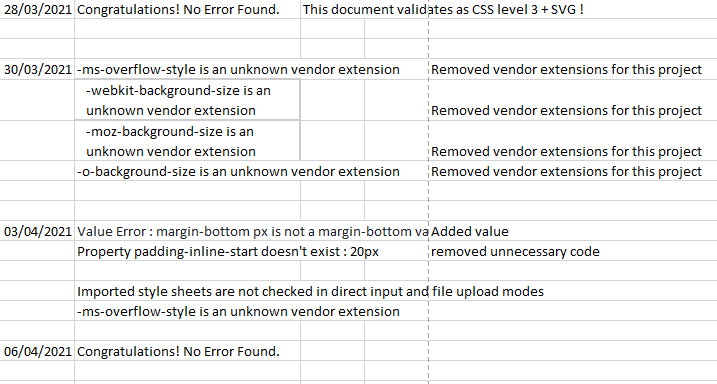 28/03/2021 Congratulations! No Error Found. This document validates as CSS level 3 + SVG !
30/03/2021 -ms-overflow-style is an unknown vendor extension Removed vendor extensions for this project
-webkit-background-size is an
unknown vendor extension Removed vendor extensions for this project
-moz-background-size is an
unknown vendor extension Removed vendor extensions for this project
-o-background-size is an unknown vendor extension Removed vendor extensions for this project
03/04/2021 Value Error : margin-bottom px is not a margin-bottom va Added value
Property padding-inline-start doesn't exist : 20px removed unnecessary code
Imported style sheets are not checked in direct input and file upload modes
-ms-overflow-style is an unknown vendor extension
06/04/2021 Congratulations! No Error Found.